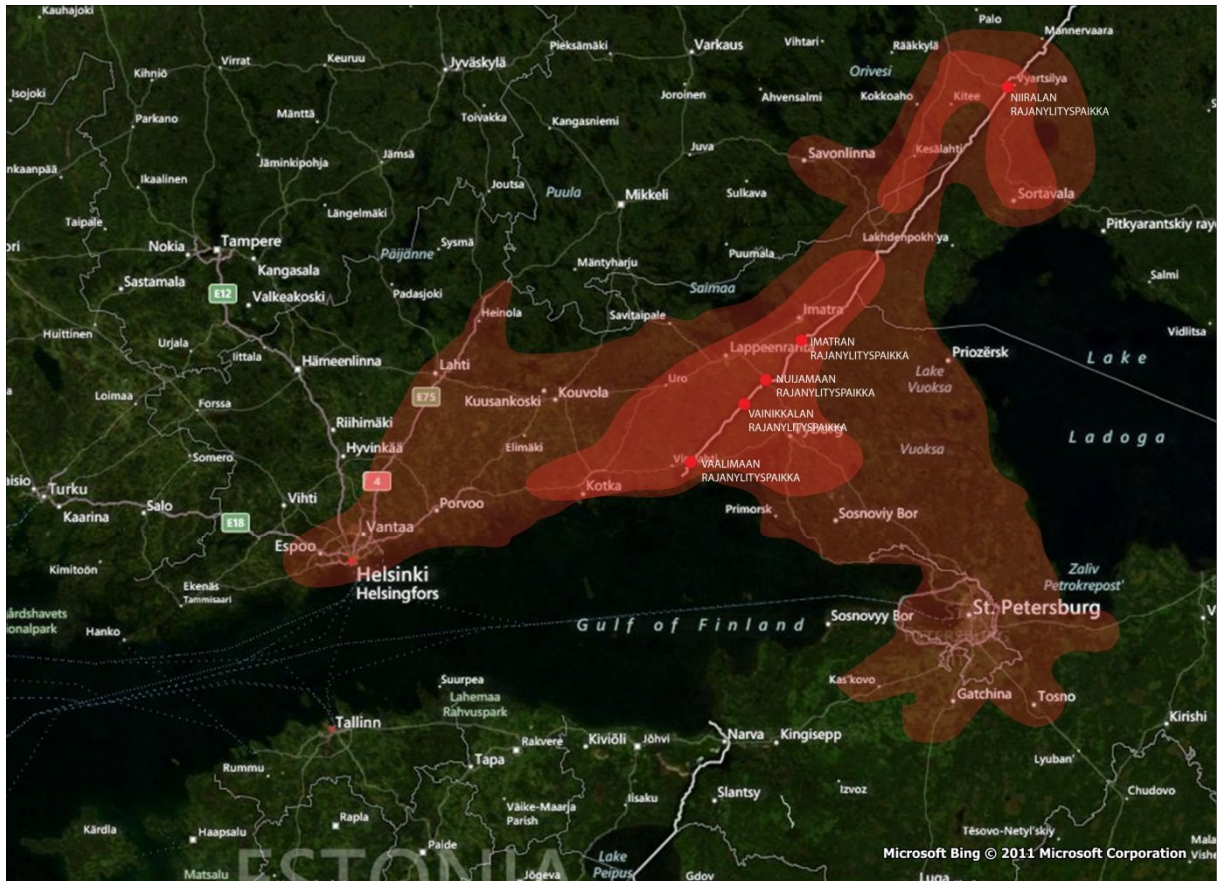 Kauhajoki
Palo
Mannervaara
Virrat
Keuruu
Pieksämäki
Varkaus
Vihtari
Rääkkylä
Kihniö
Jyväskylä
Orivesi
Vyartsilya
Isojoki
Joroinen
Ahvensalmi
Kokkoaho
Kitee
NIIRALAN
RAJANYLITYSPAIKKA
Parkano
Mänttä
Toivakka
Kangasniemi
Jäminkipohja
Jämsä
Juva
Savonlinna
Kesälahti
nkaanpää
Ikaalinen
Joutsa
Puula
Mikkeli
Sulkava
Sortavala
Längelmäki
Taipale
Pitkyarantskiy rayo
ori
Nokia
Tampere
Sysmä
Päijänne
Lakhdenpokh'ya
Kangasala
Mäntyharju
Puumala
Salmi
Sastamala
E12
Valkeakoski
Padasjoki
Saimaa
Heinola
Savitaipale
Imatra
Huittinen
Urjala
Iittala
Vidlitsa
IMATRAN
RAJANYLITYSPAIKKA
Lappeenranta
Priozërsk
Lake
Hämeenlinna
Lahti
Lake
Vuoksa
Uro
NUIJAMAAN
RAJANYLITYSPAIKKA
Loimaa
Forssa
E75
Kuusankoski
Kouvola
VAINIKKALAN
RAJANYLITYSPAIKKA
Riihimäki
Ladoga
Hyvinkää
Elimäki
Vuoksa
Somero
VAALIMAAN
RAJANYLITYSPAIKKA
aisio
Turku
Kaarina
Salo
Vihti
4
Kotka
Porvoo
Primorsk
Sosnoviy Bor
E18
Vantaa
Espoo
Kimitoön
Helsinki
Helsingfors
Zaliv
Petrokrepost'
Ekenäs
Tammisaari
St. Petersburg
gårdshavets
ionalpark
Hanko
Gulf of Finland
Sosnovyy Bor
Suurpea
Lahemaa
Rahvuspark
Kas'kovo
Gatchina
Tosno
Tallinn
Kirishi
Narva
Kingisepp
Kiviõli
Jõhvi
Rakvere
Tapa
Rummu
Lyuban'
Slantsy
Izvoz
Chudovo
Iisaku
Väike-Maarja
Parish
Kärdla
Haapsalu
Rapla
Paide
Tësovo-Netyl'skiy
Mala
Vishe
Microsoft Bing © 2011 Microsoft Corporation
ESTONIA
Lake
Peipus
Matsalu
Jõgeva
Gdov
Luga